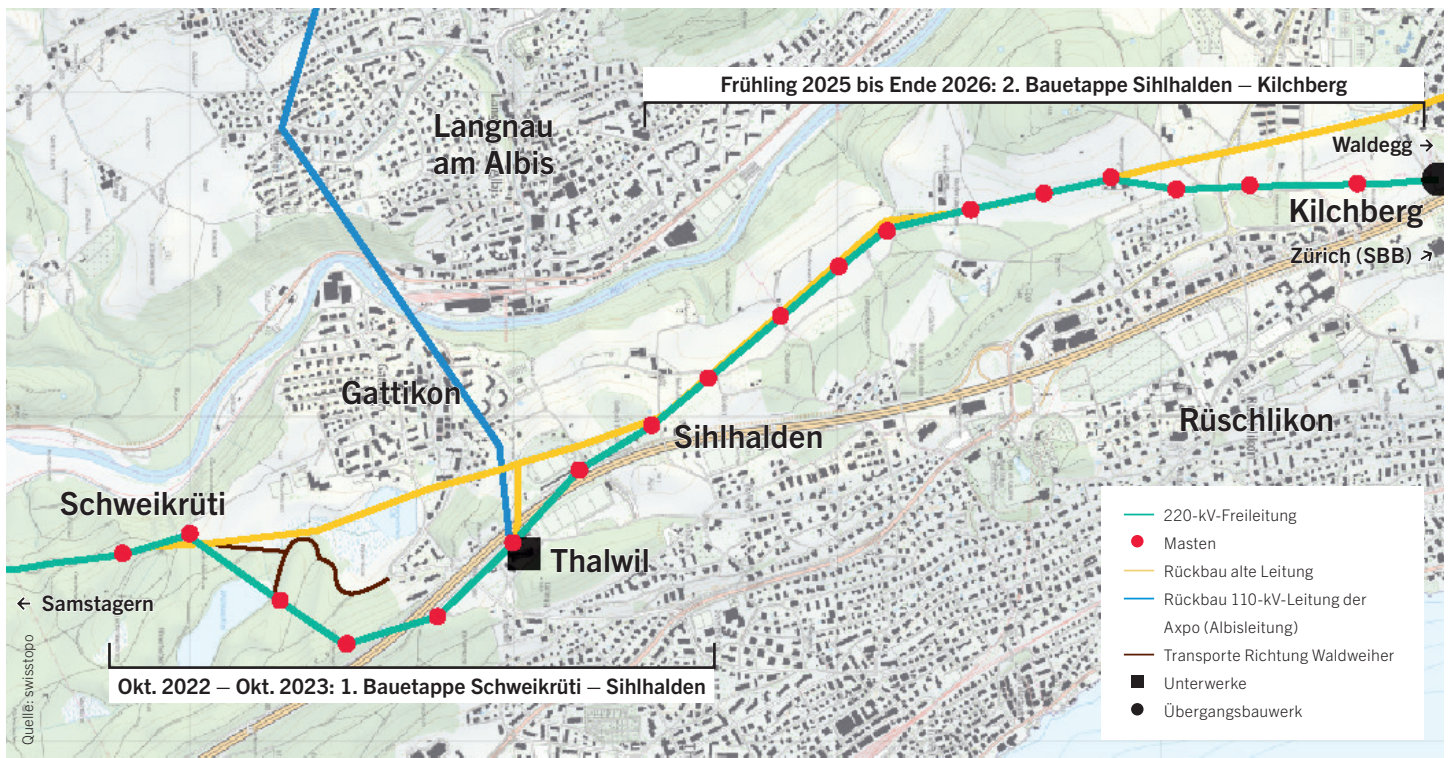 Frühling 2025 bis Ende 2026: 2. Bauetappe Sihlhalden – Kilchberg
Langnau
am Albis
Waldegg →
Kilchberg
Zürich (SBB) ↗
Gattikon
Rüschlikon
Sihlhalden
Schweikrüti
Thalwil
← Samstagern
Okt. 2022 – Okt. 2023: 1. Bauetappe Schweikrüti – Sihlhalden
Quelle: swisstopo
220-kV-Freileitung
Masten
Rückbau alte Leitung
Rückbau 110-kV-Leitung der
Axpo (Albisleitung)
Transporte Richtung Waldweiher
Unterwerke
Übergangsbauwerk